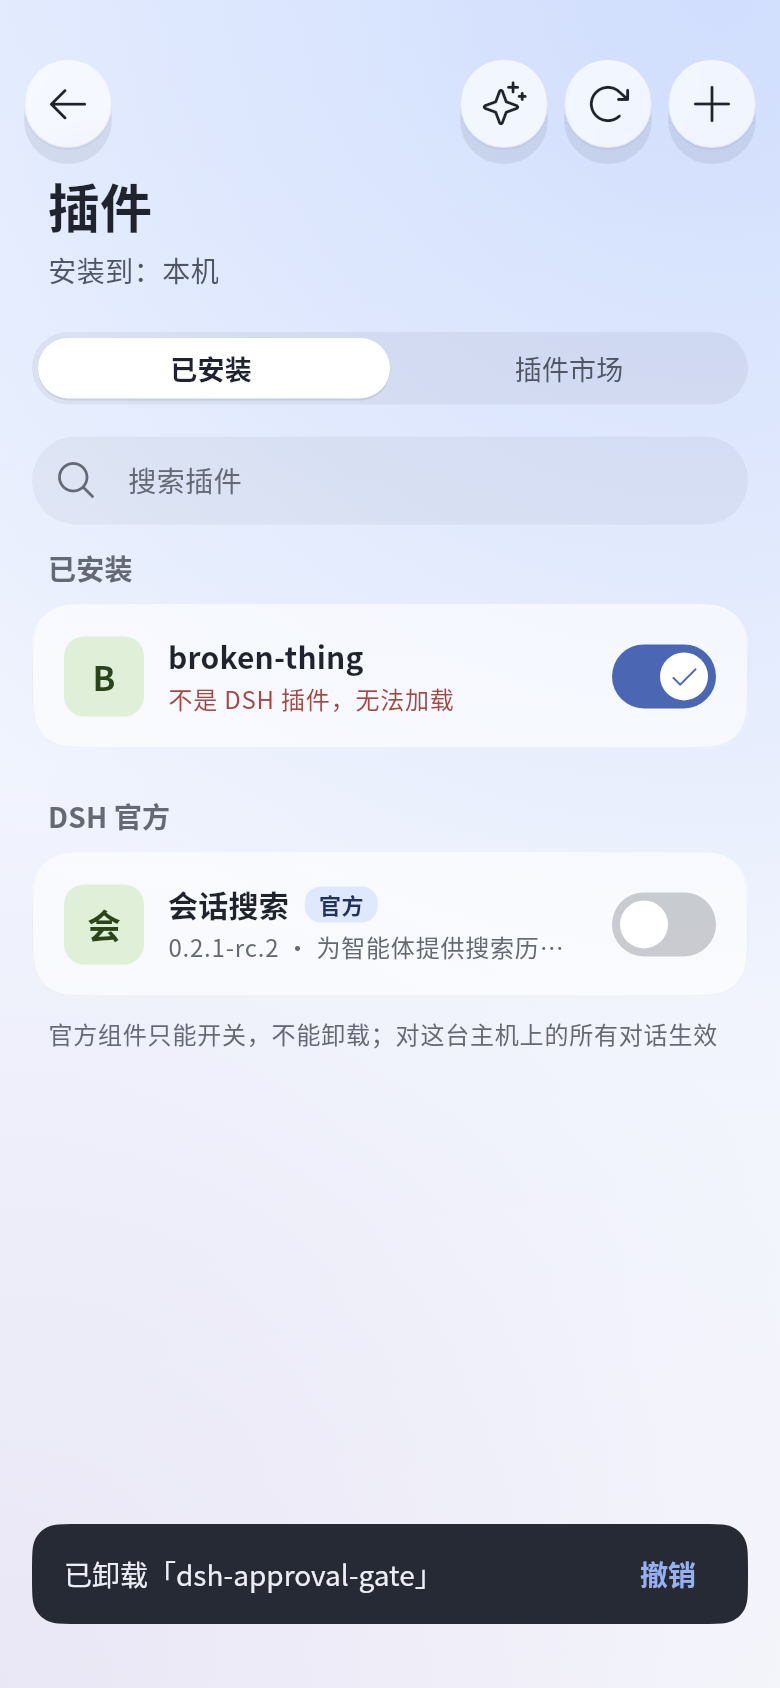 插件
安装到：本机
已安装
插件市场
搜索插件
已安装
B
broken-thing
不是 DSH 插件，无法加载
DSH 官方
会
会话搜索 官方
0.2.1-rc.2 · 为智能体提供搜索历…
官方组件只能开关，不能卸载；对这台主机上的所有对话生效
已卸载「dsh-approval-gate」 撤销